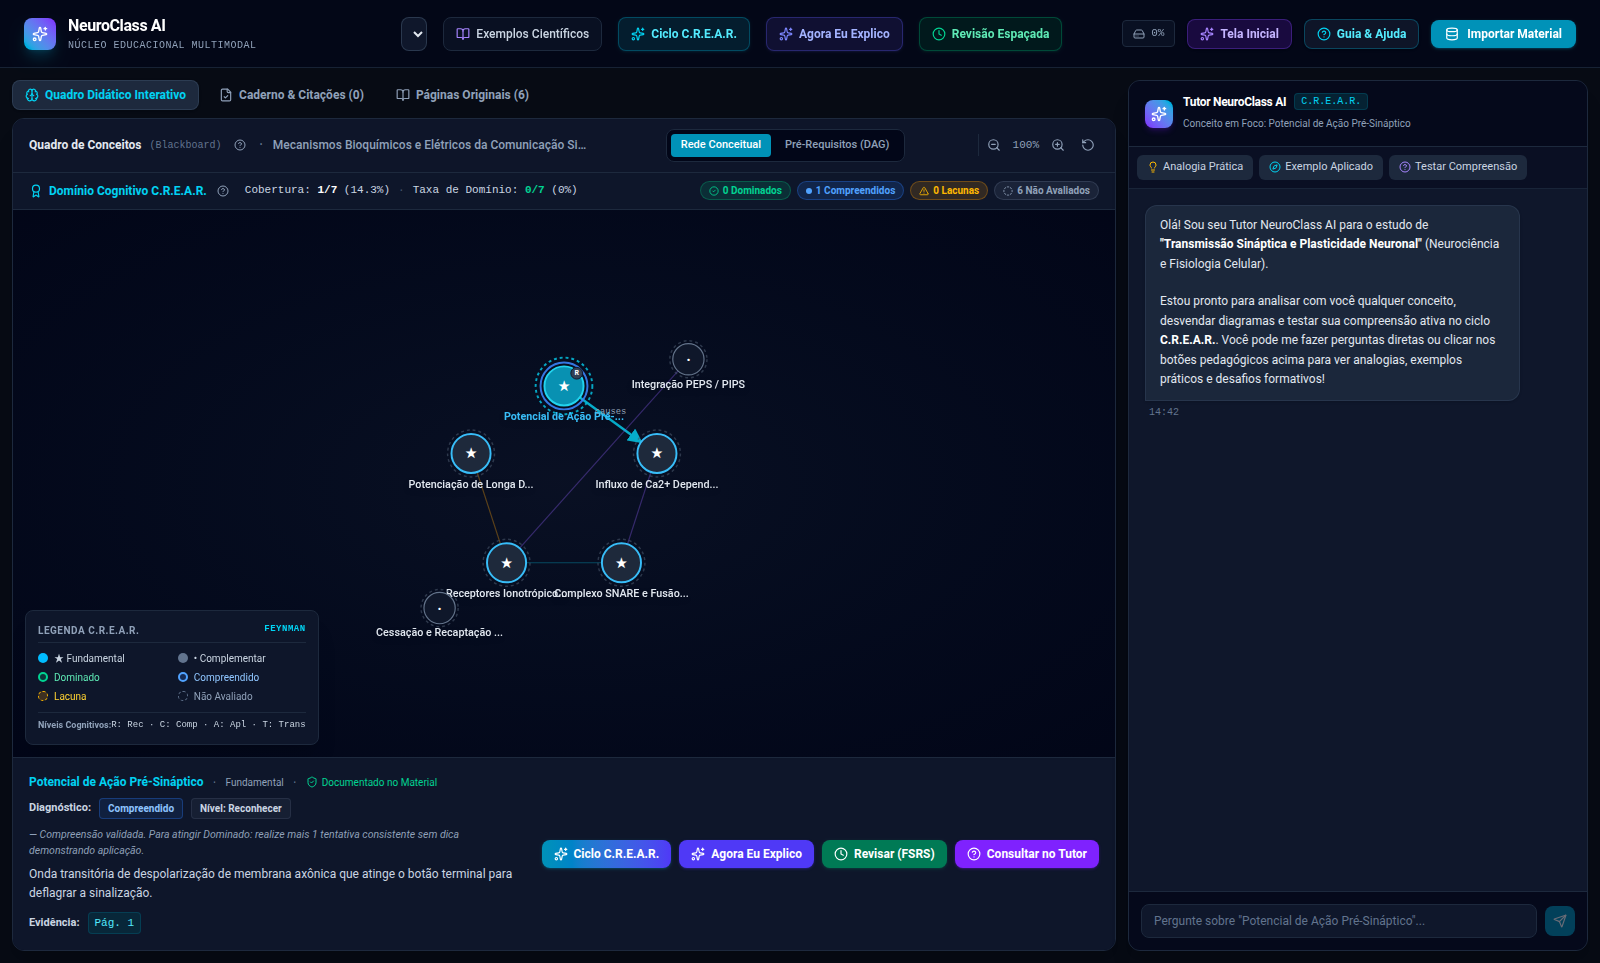 NeuroClass AI
NÚCLEO EDUCACIONAL MULTIMODAL
Exemplos Científicos
Ciclo C.R.E.A.R.
Agora Eu Explico
Revisão Espaçada
0%
Tela Inicial
Guia & Ajuda
Importar Material
Quadro Didático Interativo
Caderno & Citações (0)
Páginas Originais (6)
Quadro de Conceitos (Blackboard) · Mecanismos Bioquímicos e Elétricos da Comunicação Si...
Rede Conceitual
Pré-Requisitos (DAG)
100%
Domínio Cognitivo C.R.E.A.R.
Cobertura: 1/7 (14.3%) · Taxa de Domínio: 0/7 (0%)
0 Dominados
1 Compreendidos
0 Lacunas
6 Não Avaliados
Integração PEPS / PIPS
R
causes
Potencial de Ação Pré-...
Potenciação de Longa D...
Influxo de Ca2+ Depend...
Receptores Ionotrópico...
Complexo SNARE e Fusão...
Cessação e Recaptação ...
LEGENDA C.R.E.A.R.
FEYNMAN
★ Fundamental
• Complementar
Dominado
Compreendido
Lacuna
Não Avaliado
Níveis Cognitivos:R: Rec · C: Comp · A: Apl · T: Trans
Potencial de Ação Pré-Sináptico · Fundamental · Documentado no Material
Diagnóstico: Compreendido Nível: Reconhecer
— Compreensão validada. Para atingir Dominado: realize mais 1 tentativa consistente sem dica
demonstrando aplicação.
Onda transitória de despolarização de membrana axônica que atinge o botão terminal para
deflagrar a sinalização.
Evidência: Pág. 1
Ciclo C.R.E.A.R.
Agora Eu Explico
Revisar (FSRS)
Consultar no Tutor
Tutor NeuroClass AI C.R.E.A.R.
Conceito em Foco: Potencial de Ação Pré-Sináptico
Analogia Prática
Exemplo Aplicado
Testar Compreensão
Olá! Sou seu Tutor NeuroClass AI para o estudo de
"Transmissão Sináptica e Plasticidade Neuronal" (Neurociência
e Fisiologia Celular).
Estou pronto para analisar com você qualquer conceito,
desvendar diagramas e testar sua compreensão ativa no ciclo
C.R.E.A.R.. Você pode me fazer perguntas diretas ou clicar nos
botões pedagógicos acima para ver analogias, exemplos
práticos e desafios formativos!
14:42
Pergunte sobre "Potencial de Ação Pré-Sináptico"...